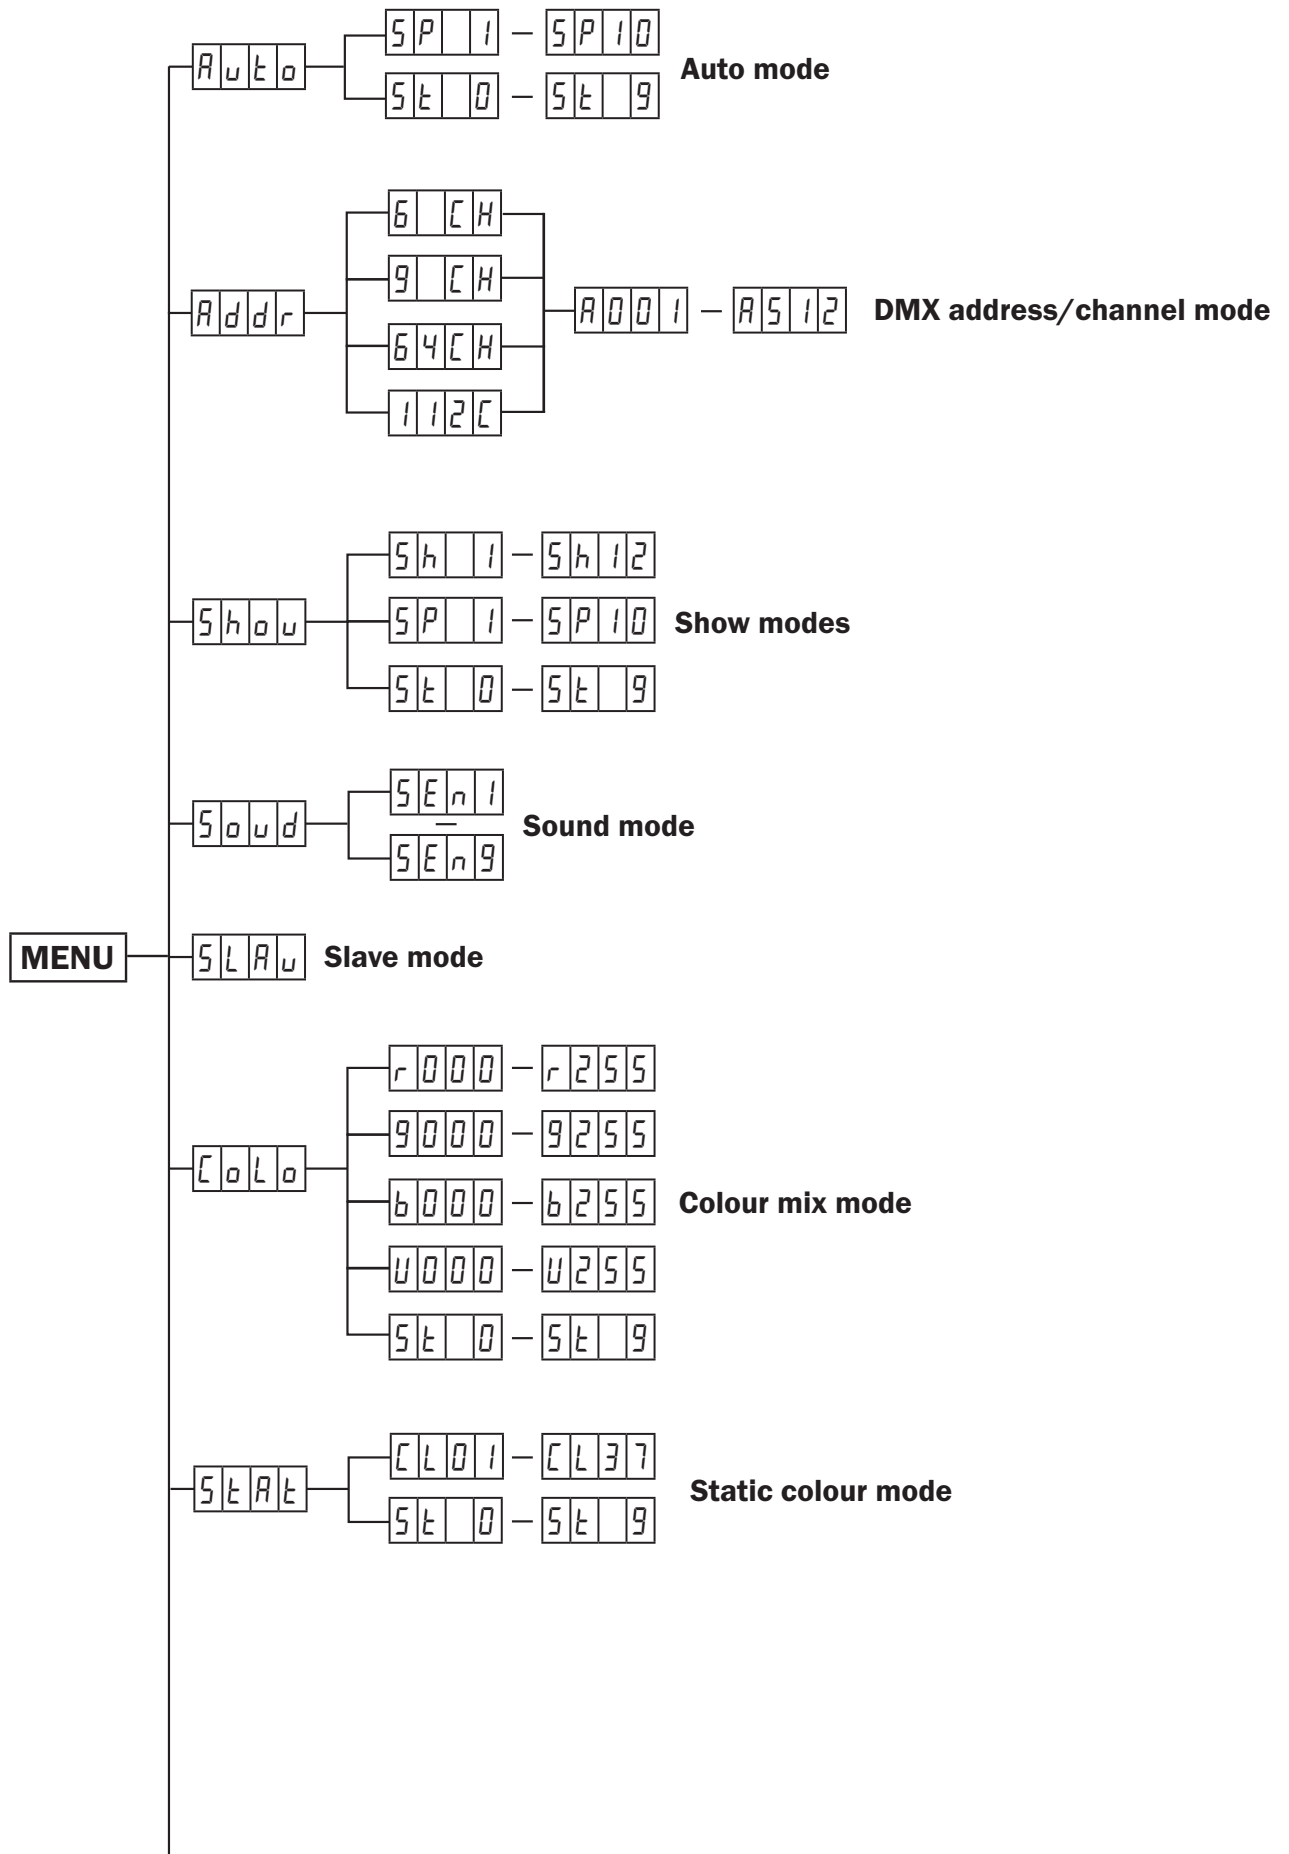 SP 1 – SP10
Auto
Auto mode
St 0 – St 9
6 CH
9 CH
Addr
A001 – A512
DMX address/channel mode
64CH
112C
Sh 1 – Sh12
Shou
SP 1 – SP10
Show modes
St 0 – St 9
SEn1
–
Soud
Sound mode
SEn9
MENU
SLAu
Slave mode
r000 – r255
g000 – g255
CoLo
b000 – b255
Colour mix mode
U000 – U255
St 0 – St 9
CL01 – CL37
StAt
Static colour mode
St 0 – St 9